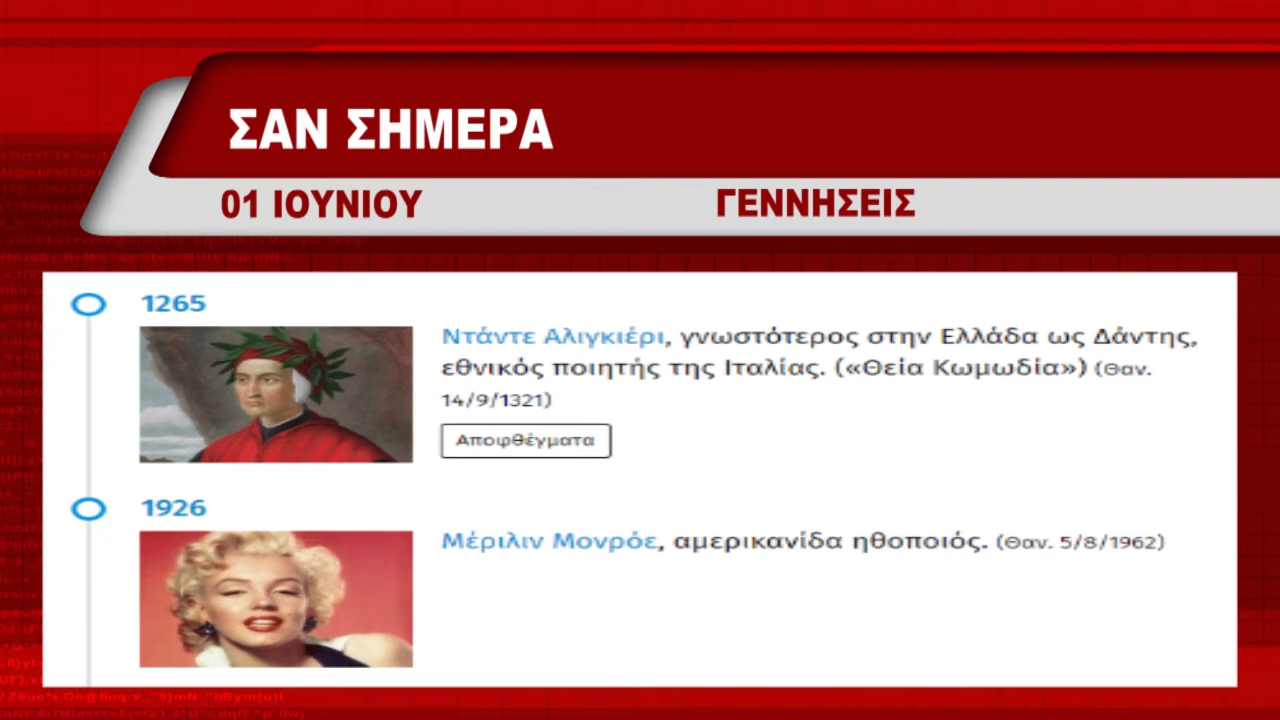 ΣΑΝ ΣΗΜΕΡΑ
01 ΙΟΥΝΙΟΥ
ΓΕΝΝΗΣΕΙΣ
1265
Ντάντε Αλιγκιέρι, γνωστότερος στην Ελλάδα ως Δάντης,
εθνικός ποιητής της Ιταλίας. («Θεία Κωμωδία») (Θαν.
14/9/1321)
Αποφθέγματα
1926
Μέριλιν Μονρόε, αμερικανίδα ηθοποιός. (Θαν. 5/8/1962)